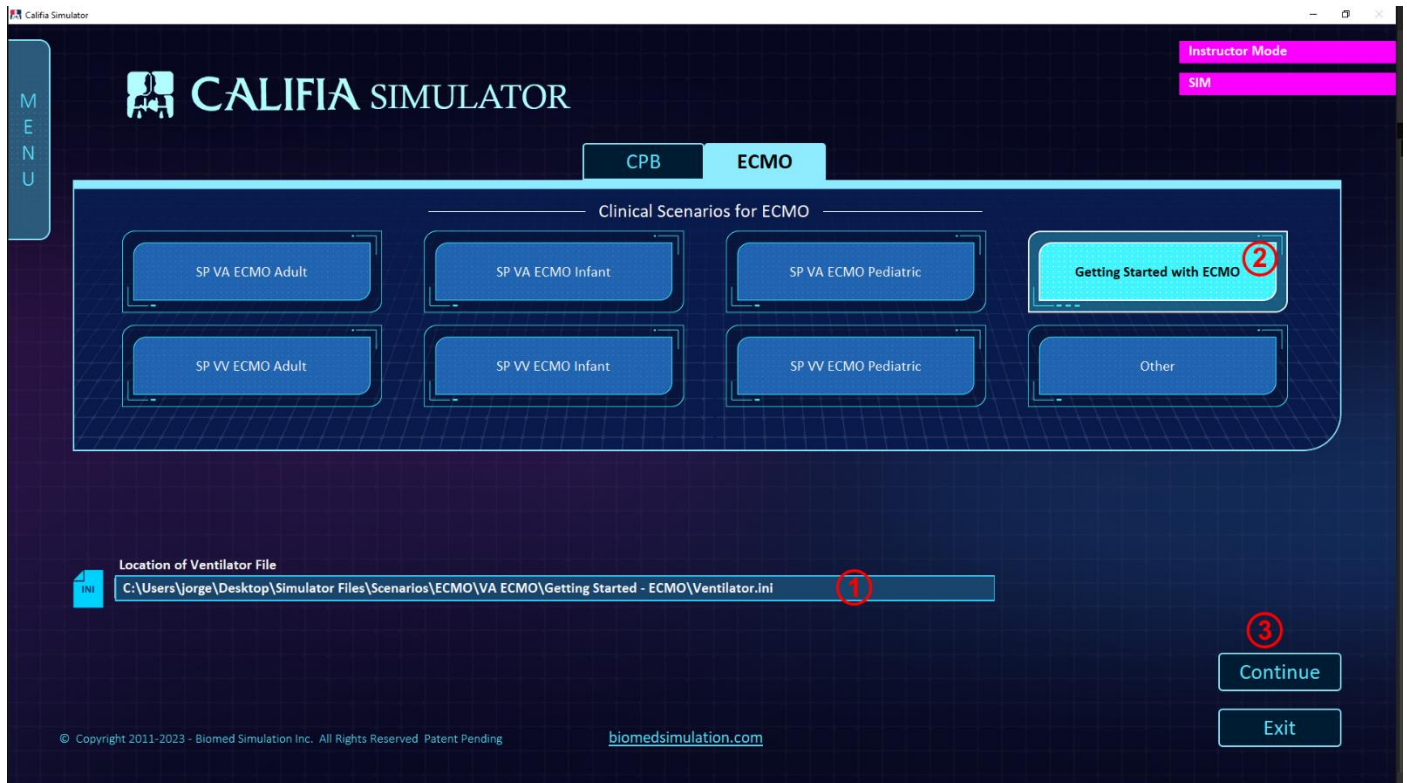 Califia Simulator
Instructor Mode
SIM
MENU
CALIFIA SIMULATOR
CPB
ECMO
Clinical Scenarios for ECMO
SP VA ECMO Adult
SP VA ECMO Infant
SP VA ECMO Pediatric
Getting Started with ECMO
2
SP VV ECMO Adult
SP VV ECMO Infant
SP VV ECMO Pediatric
Other
Location of Ventilator File
INI
C:\Users\jorge\Desktop\Simulator Files\Scenarios\ECMO\VA ECMO\Getting Started - ECMO\Ventilator.ini
1
3
Continue
Exit
© Copyright 2011-2023 - Biomed Simulation Inc. All Rights Reserved Patent Pending
biomedsimulation.com